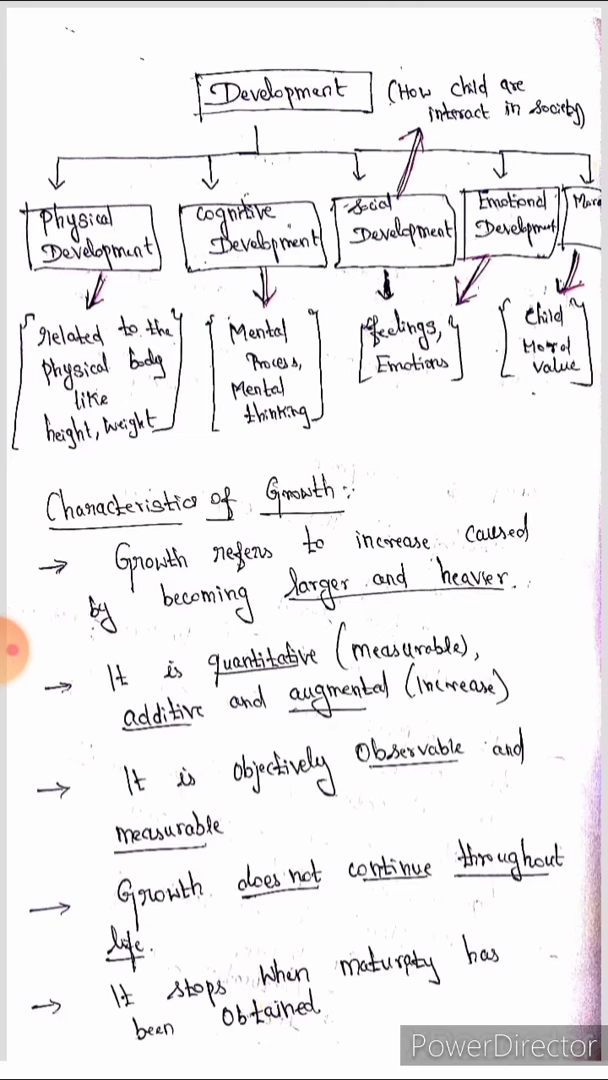 Development
(How child are
interact in society)
Physical
Development
Cognitive
Development
Social
Development
Emotional
Development
Mora
related to the
physical body
like
height, weight
Mental
Process,
Mental
thinking
feelings,
Emotions
Child
Moral
value
Characteristics of Growth:
→ Growth refers to increase caused
by becoming larger and heavier.
→ It is quantitative (measurable),
additive and augmental (increase)
→ It is objectively observable and
measurable
→ Growth does not continue throughout
life.
→ It stops when maturity has
been obtained
PowerDirector